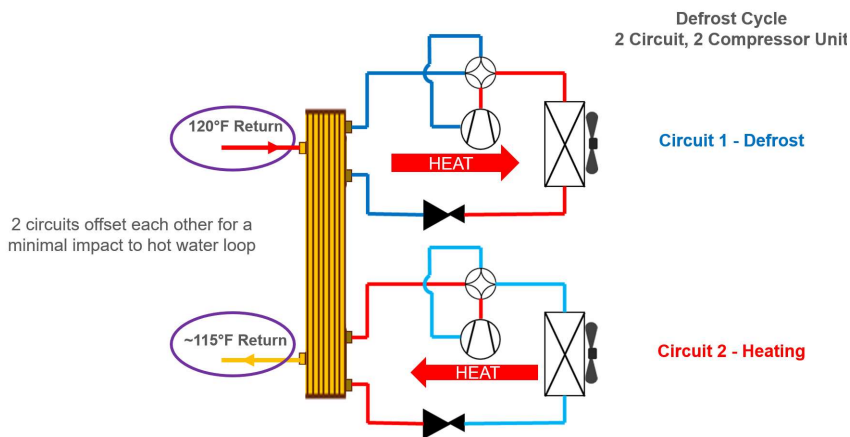 Defrost Cycle
2 Circuit, 2 Compressor Unit
120°F Return
HEAT
Circuit 1 - Defrost
2 circuits offset each other for a
minimal impact to hot water loop
~115°F Return
HEAT
Circuit 2 - Heating